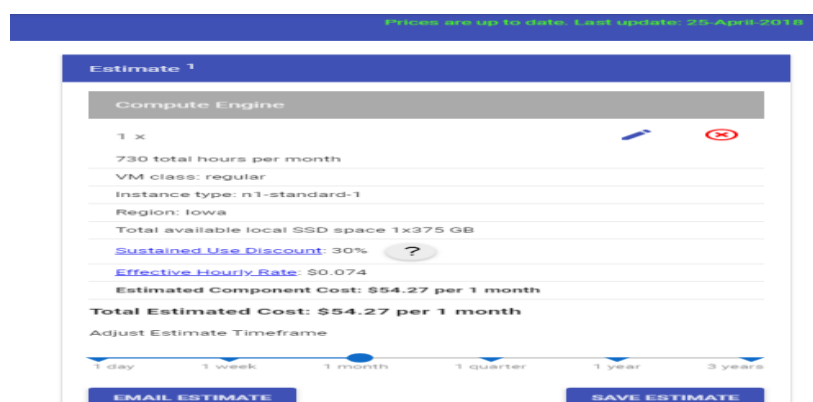 Prices are up to date. Last update: 25-April-2018
Estimate 1
Compute Engine
1 x
730 total hours per month
VM class: regular
Instance type: n1-standard-1
Region: Iowa
Total available local SSD space 1x375 GB
Sustained Use Discount: 30% ?
Effective Hourly Rate: $0.074
Estimated Component Cost: $54.27 per 1 month
Total Estimated Cost: $54.27 per 1 month
Adjust Estimate Timeframe
1 day 1 week 1 month 1 quarter 1 year 3 years
EMAIL ESTIMATE SAVE ESTIMATE